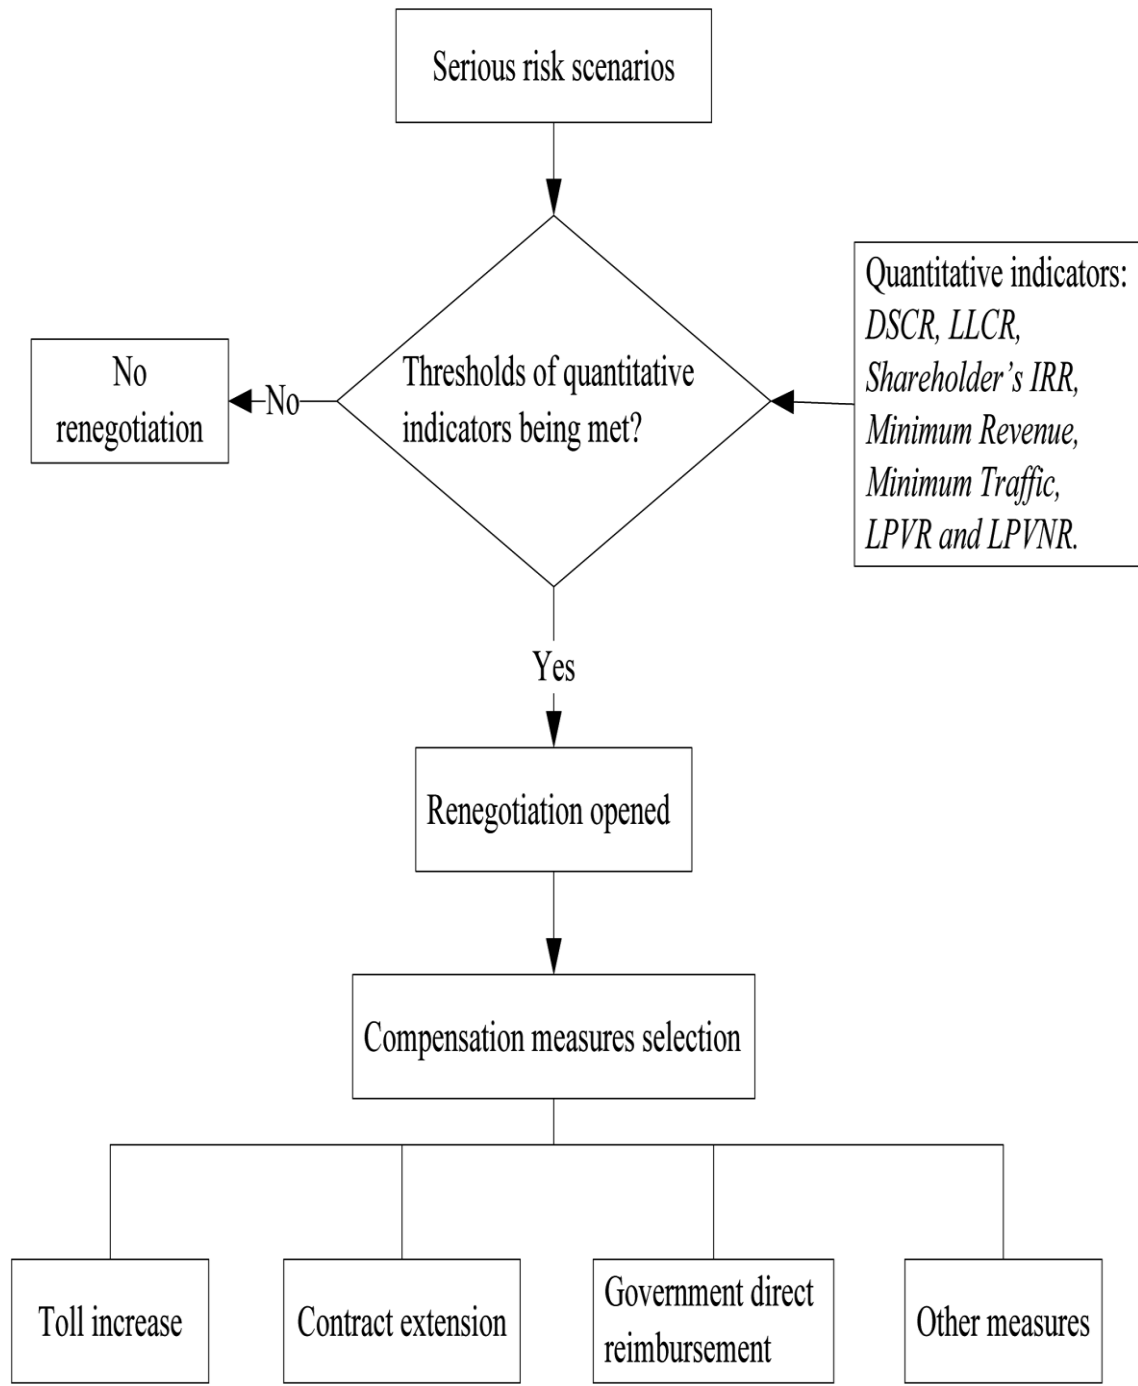 Serious risk scenarios
Quantitative indicators:
DSCR, LLCR,
Shareholder’s IRR,
Minimum Revenue,
Minimum Traffic,
LPVR and LPVNR.
Thresholds of quantitative
indicators being met?
No
No
renegotiation
Yes
Renegotiation opened
Compensation measures selection
Toll increase
Contract extension
Government direct
reimbursement
Other measures